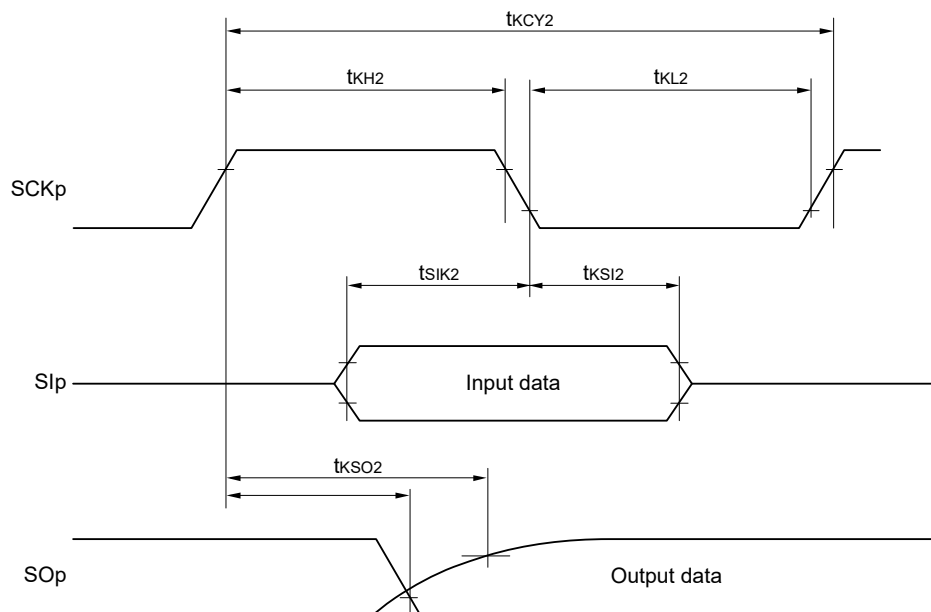 tKCY2
tKH2
tKL2
SCKp
tSIK2
tKSI2
SIp
Input data
tKSO2
SOp
Output data